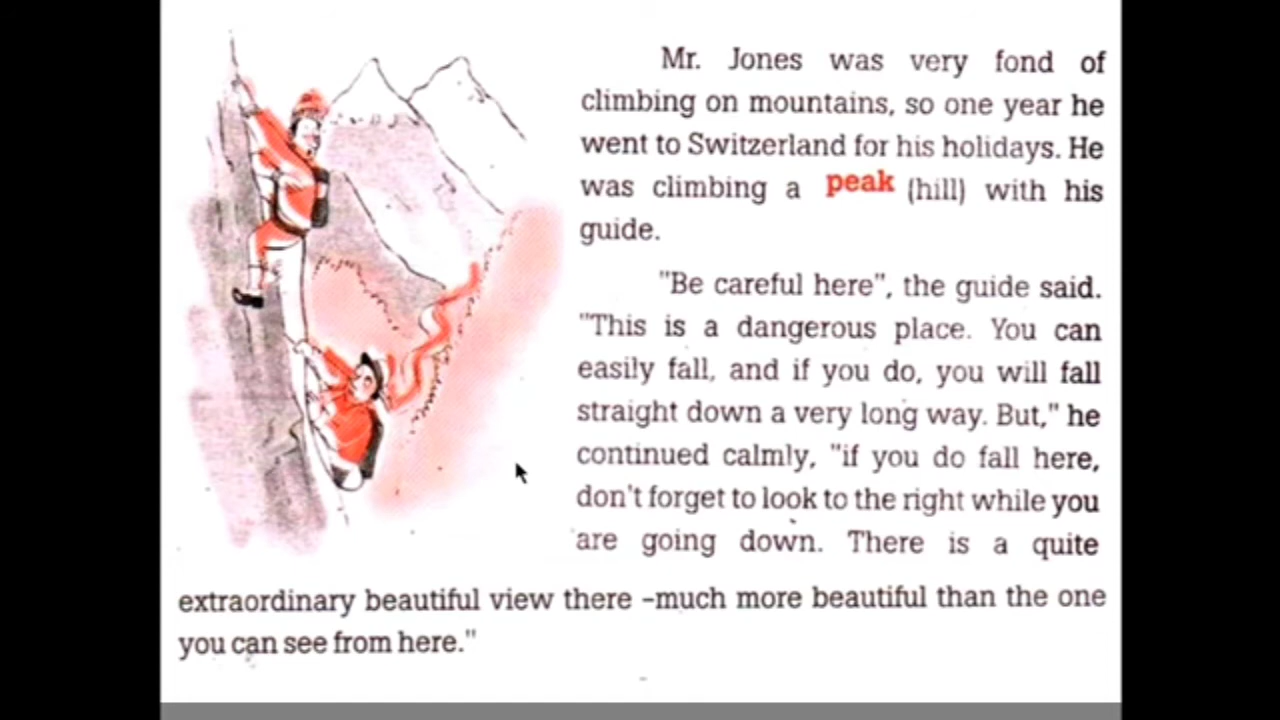 Mr. Jones was very fond of
climbing on mountains, so one year he
went to Switzerland for his holidays. He
was climbing a peak (hill) with his
guide.
"Be careful here", the guide said.
"This is a dangerous place. You can
easily fall, and if you do, you will fall
straight down a very long way. But," he
continued calmly, "if you do fall here,
don't forget to look to the right while you
are going down. There is a quite
extraordinary beautiful view there –much more beautiful than the one
you can see from here."